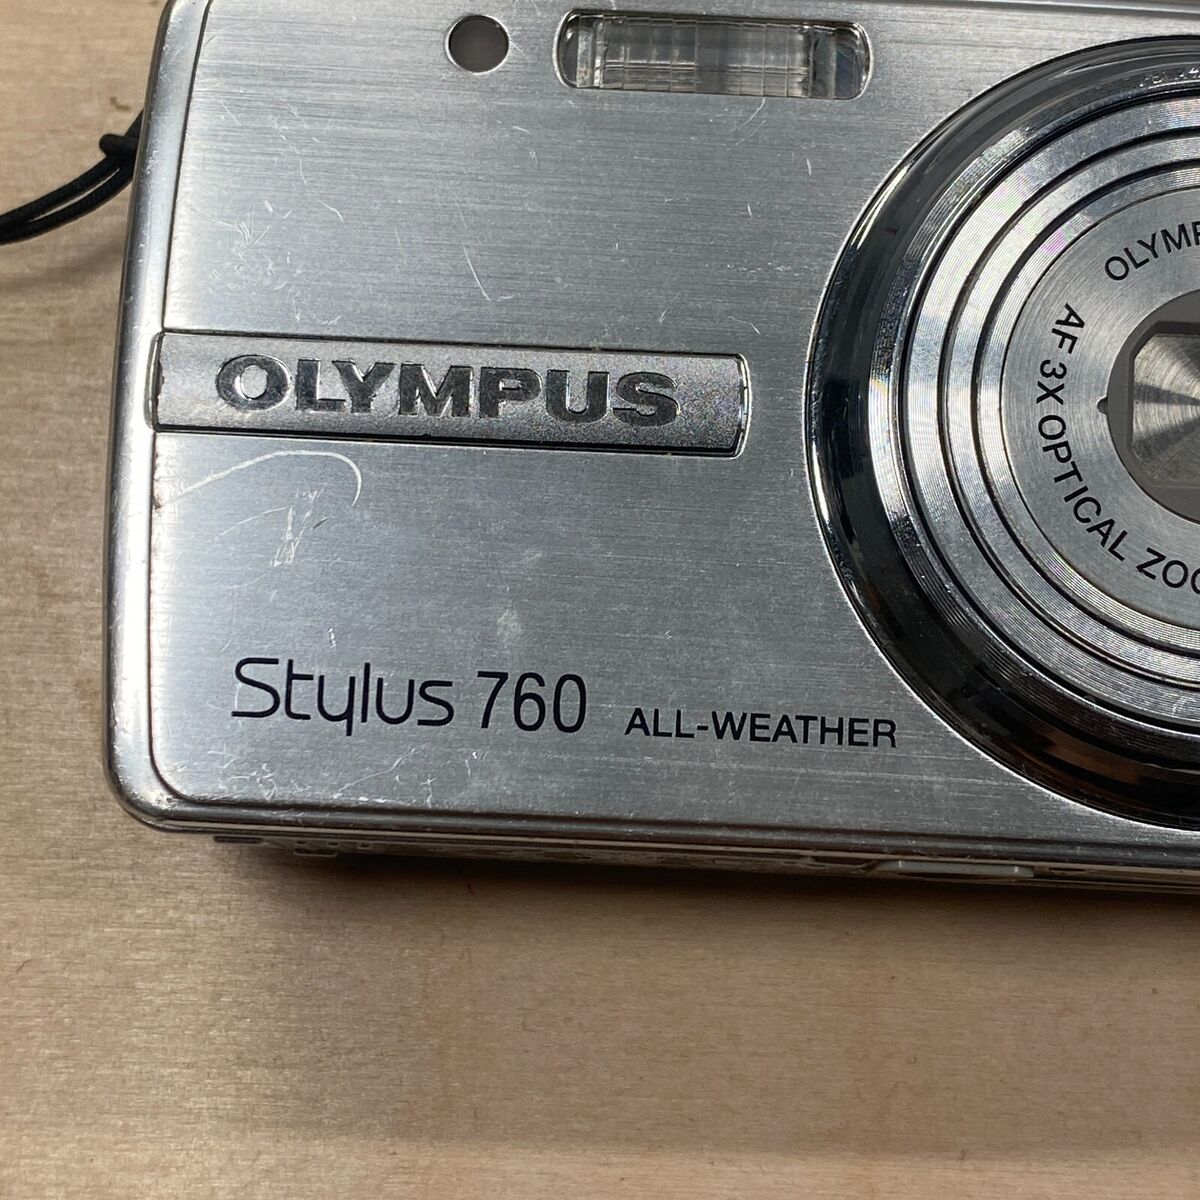 OLYMPUS
Stylus 760 ALL-WEATHER
AF 3X OPTICAL